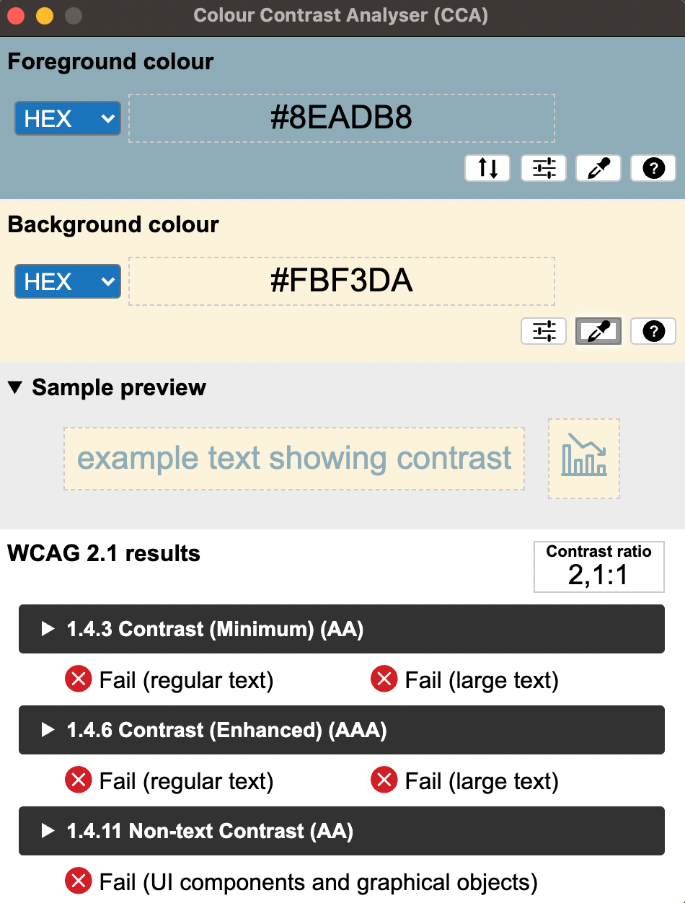 Colour Contrast Analyser (CCA)
Foreground colour
HEX #8EADB8
?
Background colour
HEX #FBF3DA
?
Sample preview
example text showing contrast
WCAG 2.1 results
Contrast ratio
2,1:1
1.4.3 Contrast (Minimum) (AA)
Fail (regular text) Fail (large text)
1.4.6 Contrast (Enhanced) (AAA)
Fail (regular text) Fail (large text)
1.4.11 Non-text Contrast (AA)
Fail (UI components and graphical objects)